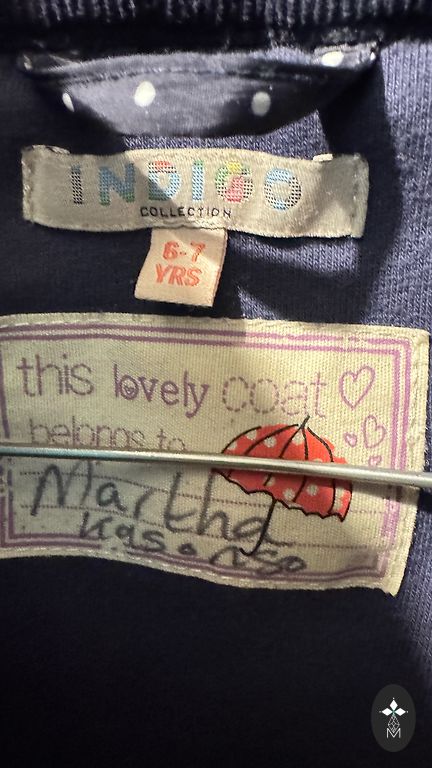 INDIGO
COLLECTION
6-7
YRS
this lovely coat
belongs to
Martha
M